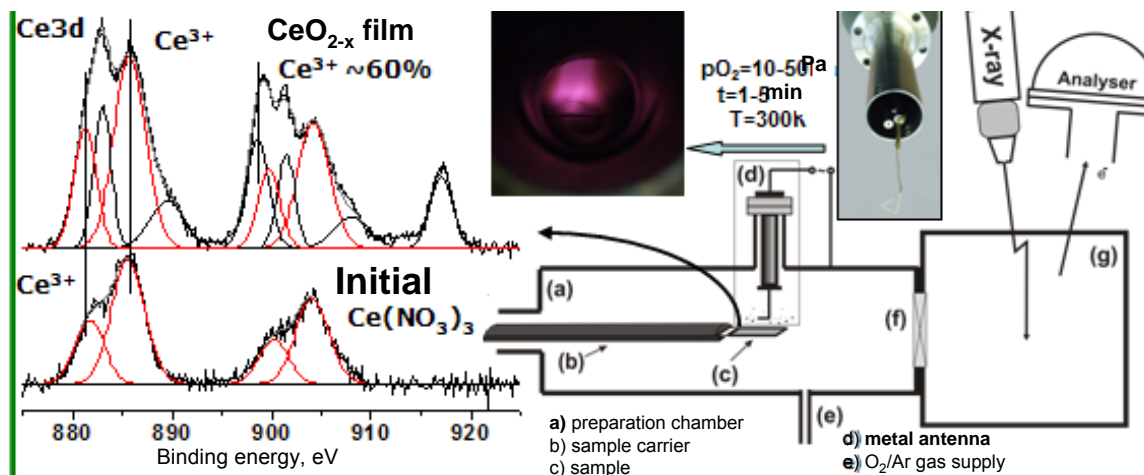 Ce3d
Ce³⁺
CeO₂₋ₓ film
Ce³⁺ ~60%
Ce³⁺
Initial
Ce(NO₃)₃
880
890
900
910
920
Binding energy, eV
pO₂=10-50 Pa
t=1-5 min
T=300K
(d)
X-ray
Analyser
e
(a)
(b)
(c)
(e)
(f)
(g)
a) preparation chamber
b) sample carrier
c) sample
d) metal antenna
e) O₂/Ar gas supply